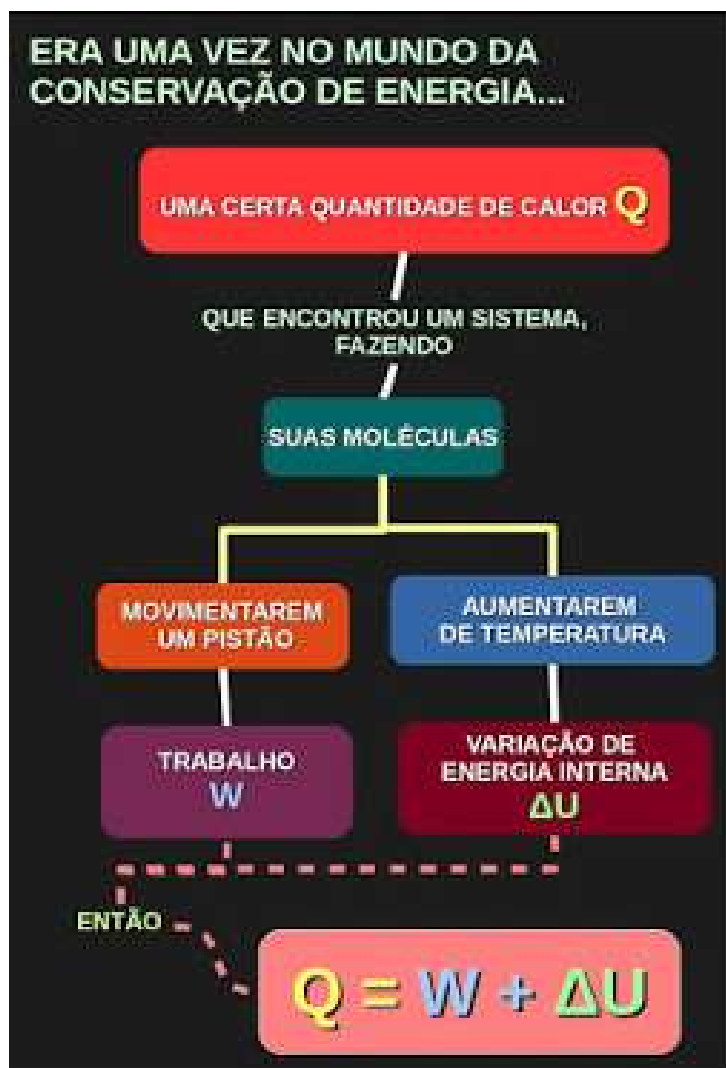 ERA UMA VEZ NO MUNDO DA
CONSERVAÇÃO DE ENERGIA...
UMA CERTA QUANTIDADE DE CALOR Q
QUE ENCONTROU UM SISTEMA,
FAZENDO
SUAS MOLÉCULAS
MOVIMENTAREM
UM PISTÃO
AUMENTAREM
DE TEMPERATURA
TRABALHO
W
VARIAÇÃO DE
ENERGIA INTERNA
ΔU
ENTÃO
Q = W + ΔU